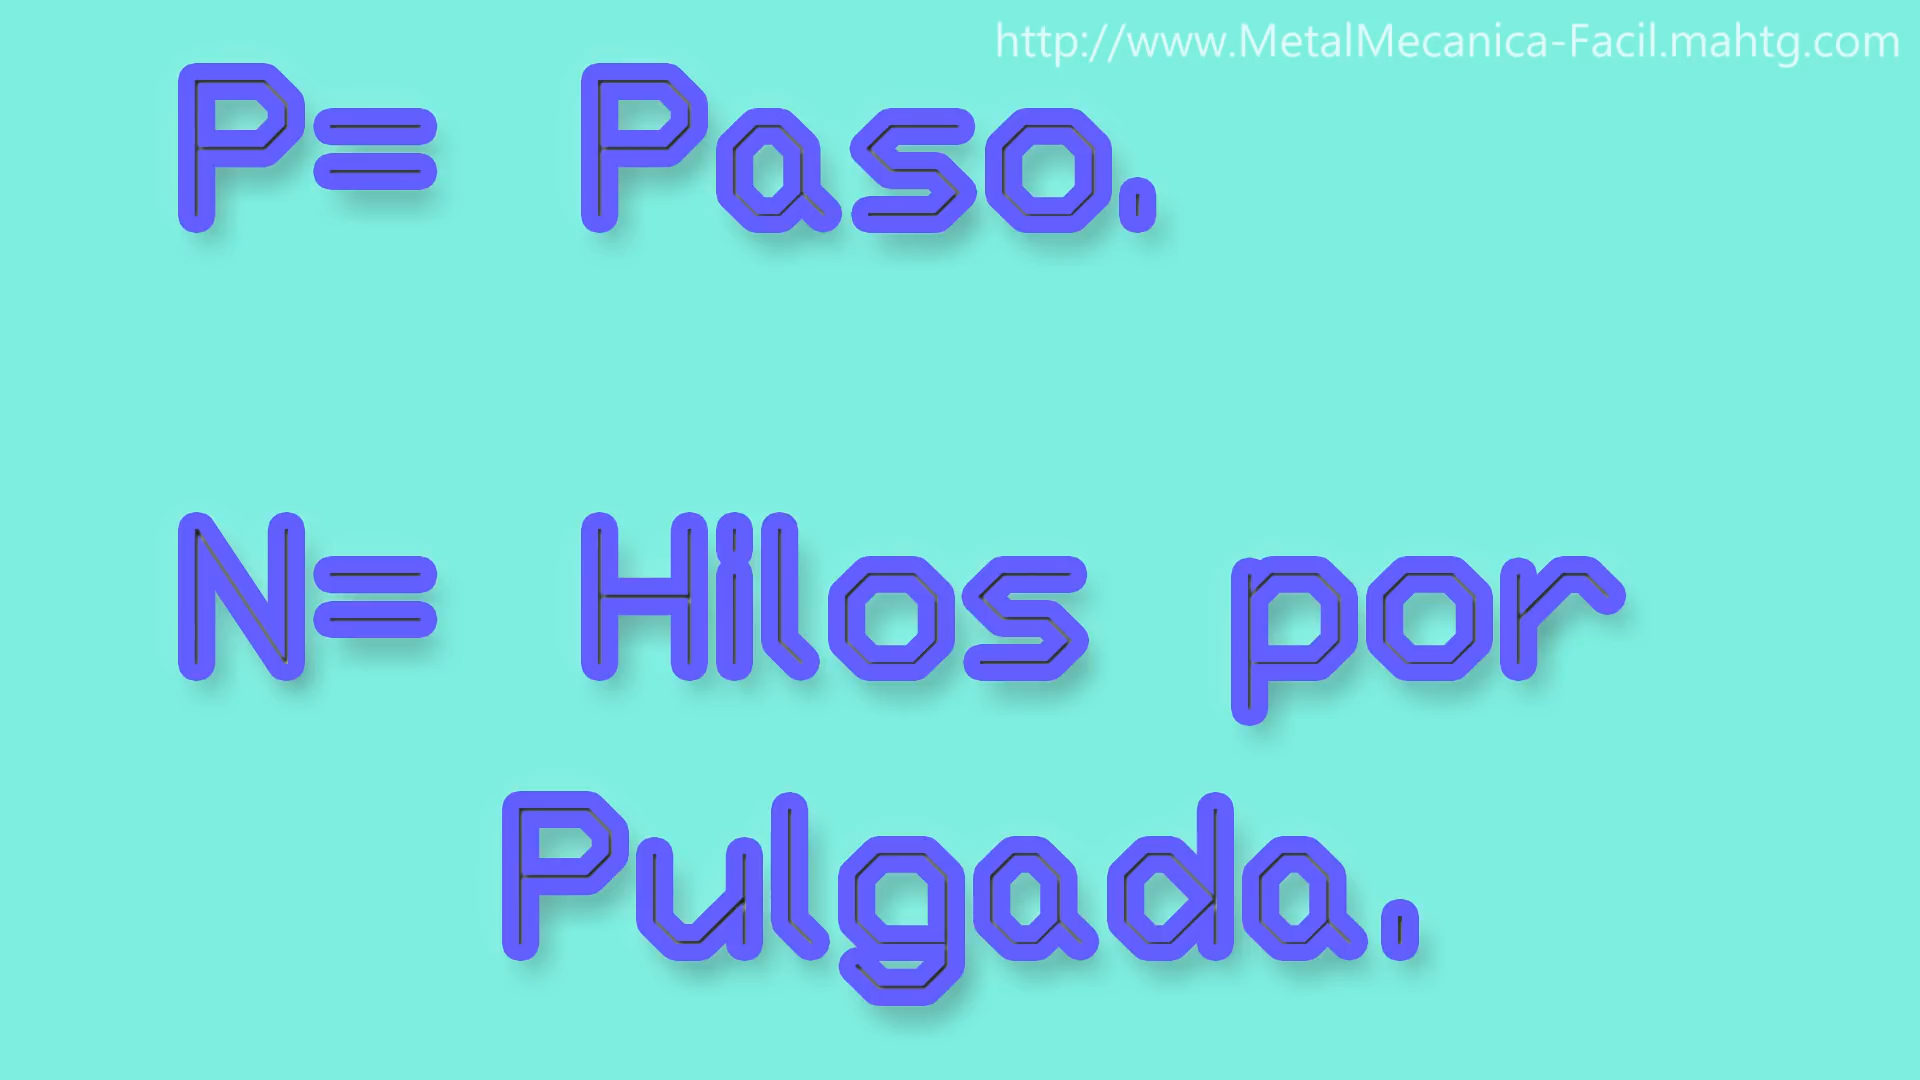 http://www.MetalMecanica-Facil.mahtg.com
P= Paso.
N= Hilos por
Pulgada.